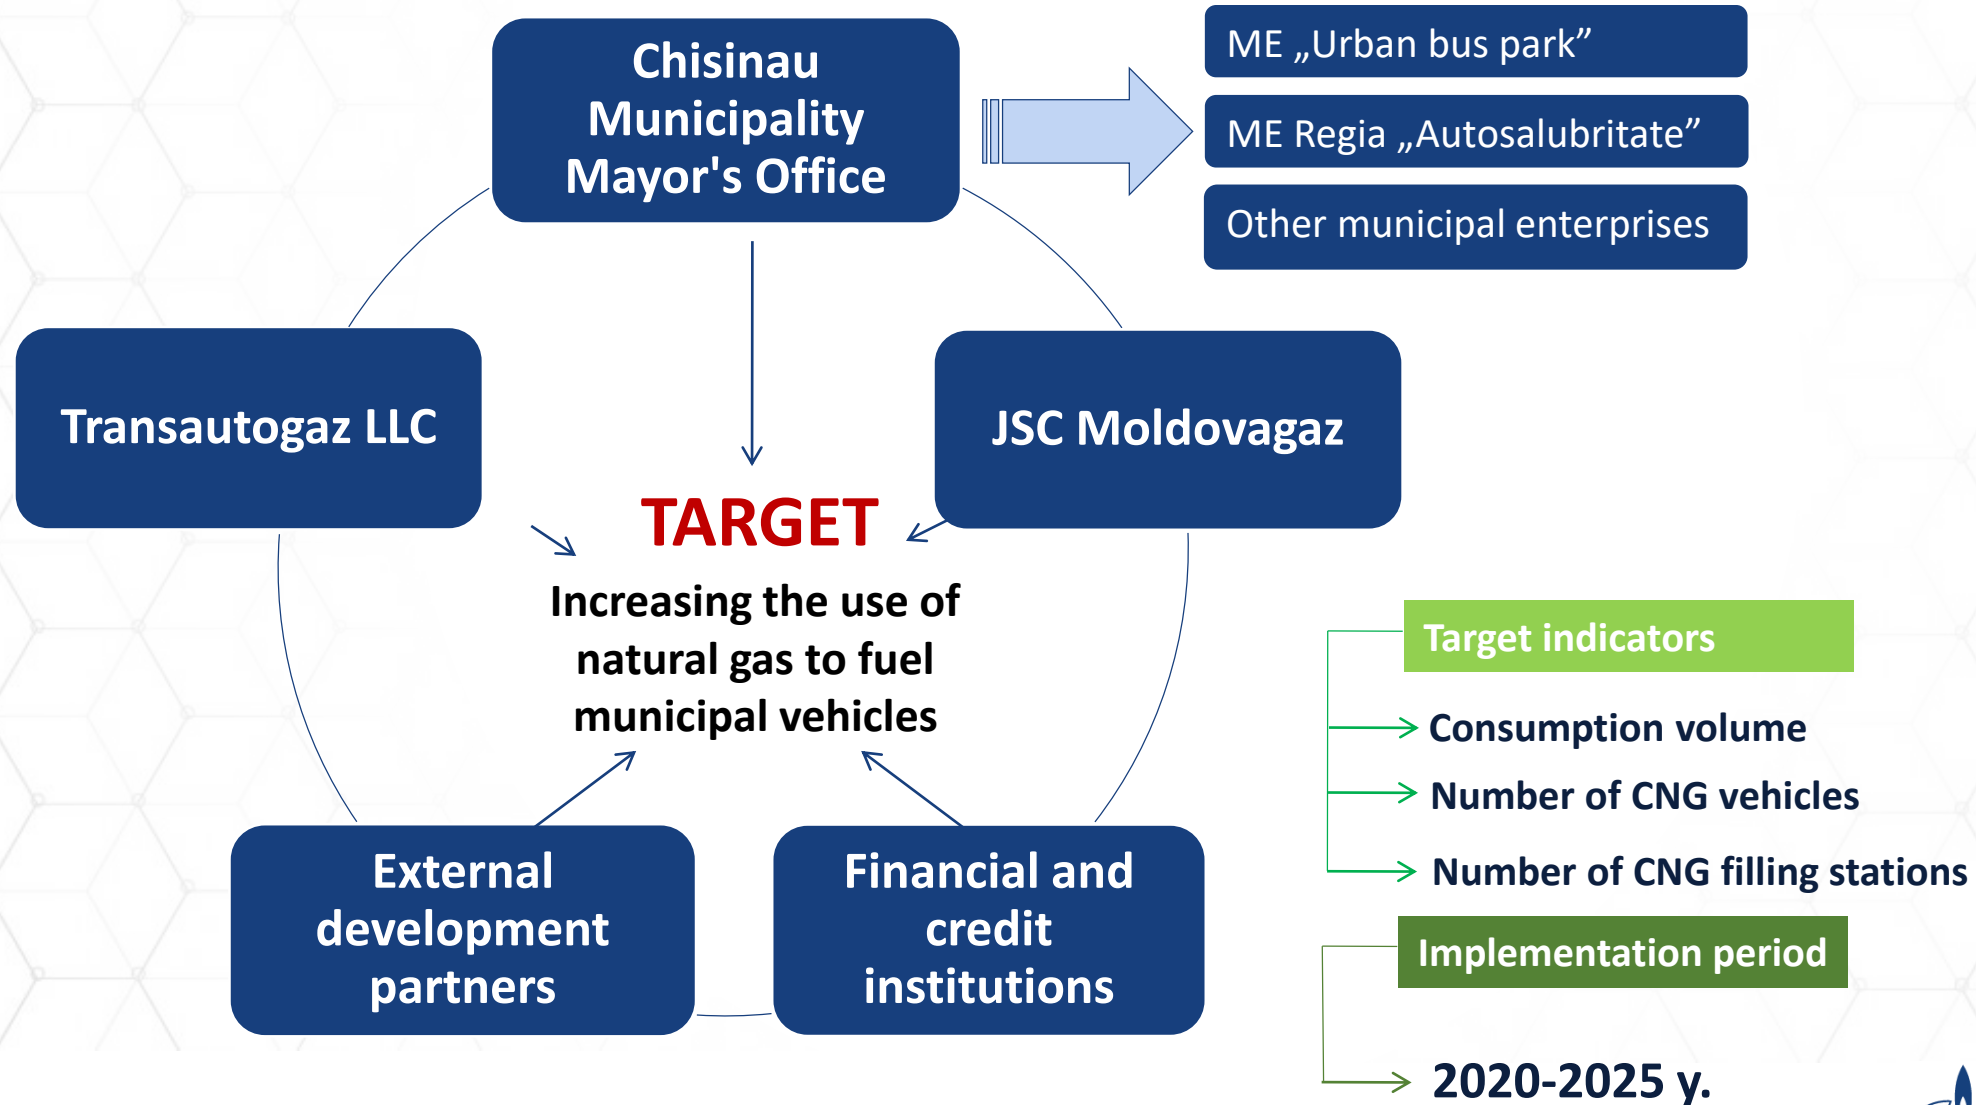 Chisinau
Municipality
Mayor's Office
ME „Urban bus park”
ME Regia „Autosalubritate”
Other municipal enterprises
Transautogaz LLC
JSC Moldovagaz
TARGET
Increasing the use of
natural gas to fuel
municipal vehicles
External
development
partners
Financial and
credit
institutions
Target indicators
Consumption volume
Number of CNG vehicles
Number of CNG filling stations
Implementation period
2020-2025 y.